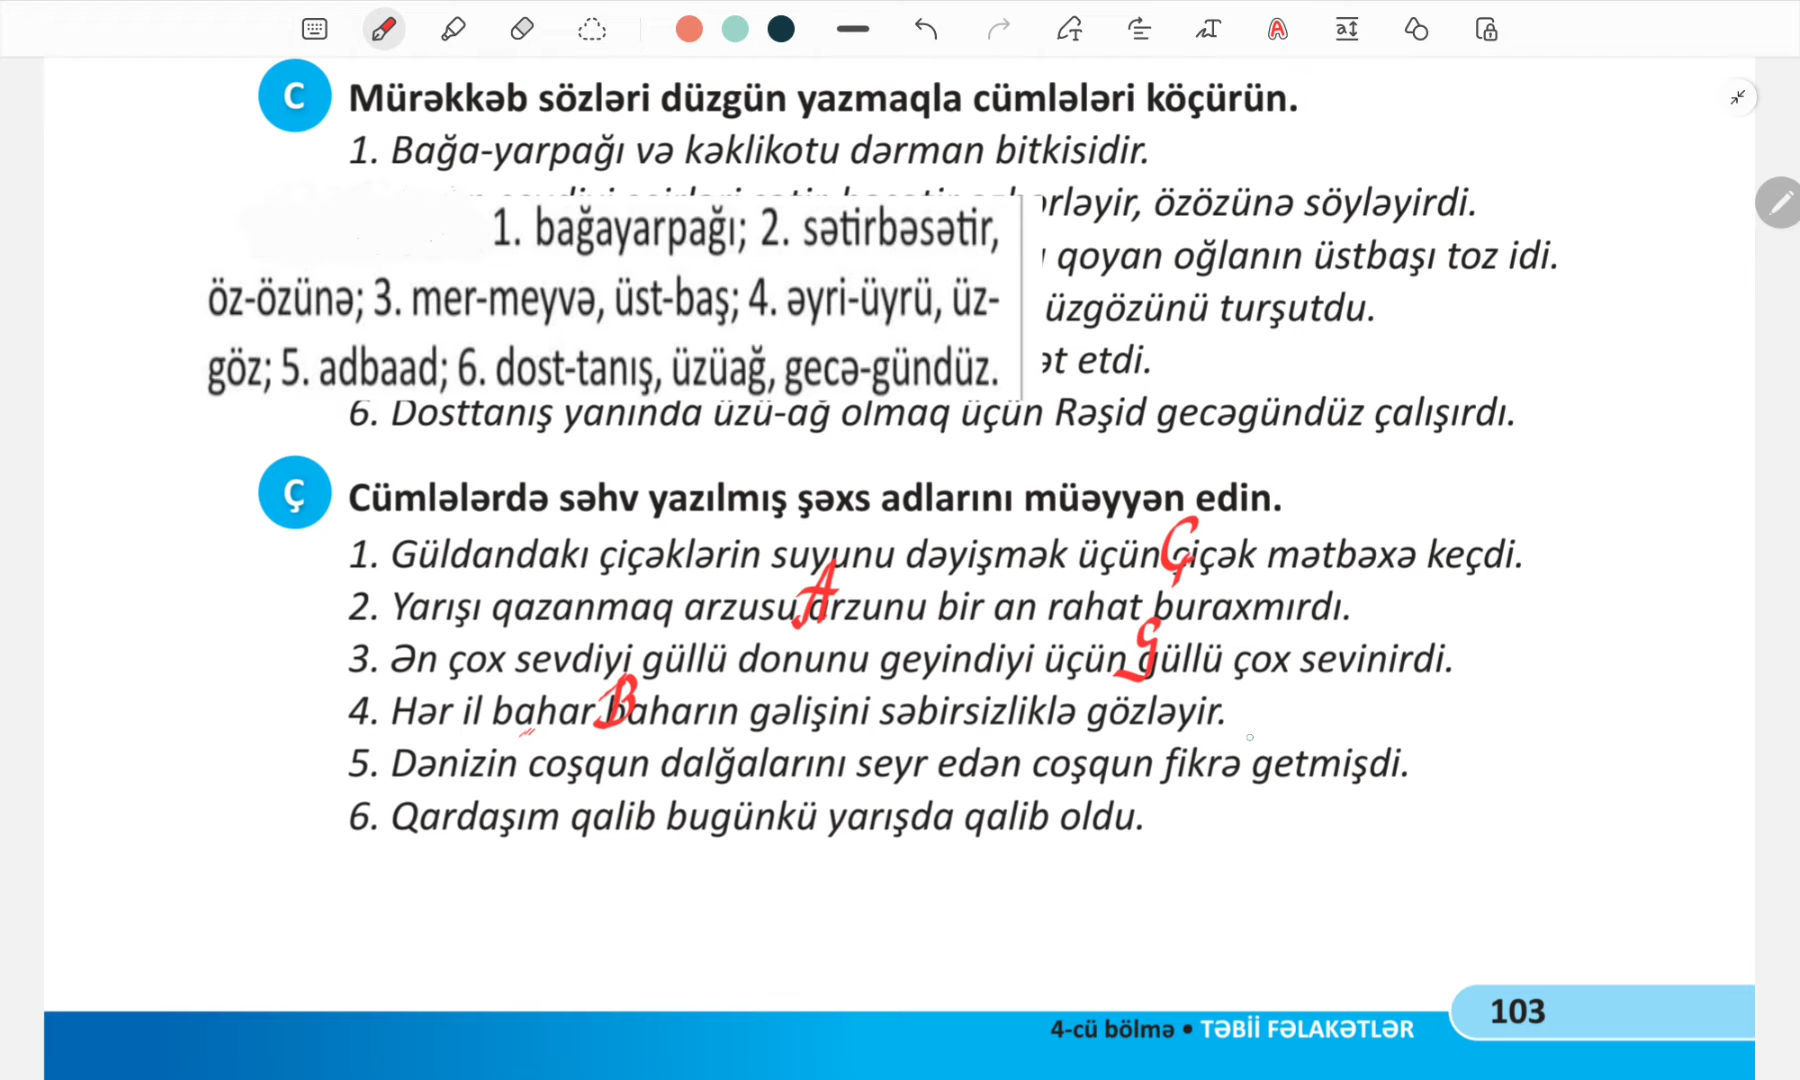 C Mürəkkəb sözləri düzgün yazmaqla cümlələri köçürün.
1. Bağa-yarpağı və kəklikotu dərman bitkisidir.
rləyir, özözünə söyləyirdi.
1. bağayarpağı; 2. sətirbəsətir,
qoyan oğlanın üstbaşı toz idi.
öz-özünə; 3. mer-meyvə, üst-baş; 4. əyri-üyrü, üz-
üzgözünü turşutdu.
göz; 5. adbaad; 6. dost-tanış, üzüağ, gecə-gündüz.
ət etdi.
6. Dosttanış yanında üzü-ağ olmaq üçün Rəşid gecəgündüz çalışırdı.
Ç Cümlələrdə səhv yazılmış şəxs adlarını müəyyən edin.
1. Güldandakı çiçəklərin suyunu dəyişmək üçün Çiçək mətbəxə keçdi.
2. Yarışı qazanmaq arzusu Arzunu bir an rahat buraxmırdı.
3. Ən çox sevdiyi güllü donunu geyindiyi üçün Güllü çox sevinirdi.
4. Hər il bahar Baharın gəlişini səbirsizliklə gözləyir.
5. Dənizin coşqun dalğalarını seyr edən coşqun fikrə getmişdi.
6. Qardaşım qalib bugünkü yarışda qalib oldu.
4-cü bölmə • TƏBİİ FƏLAKƏTLƏR 103